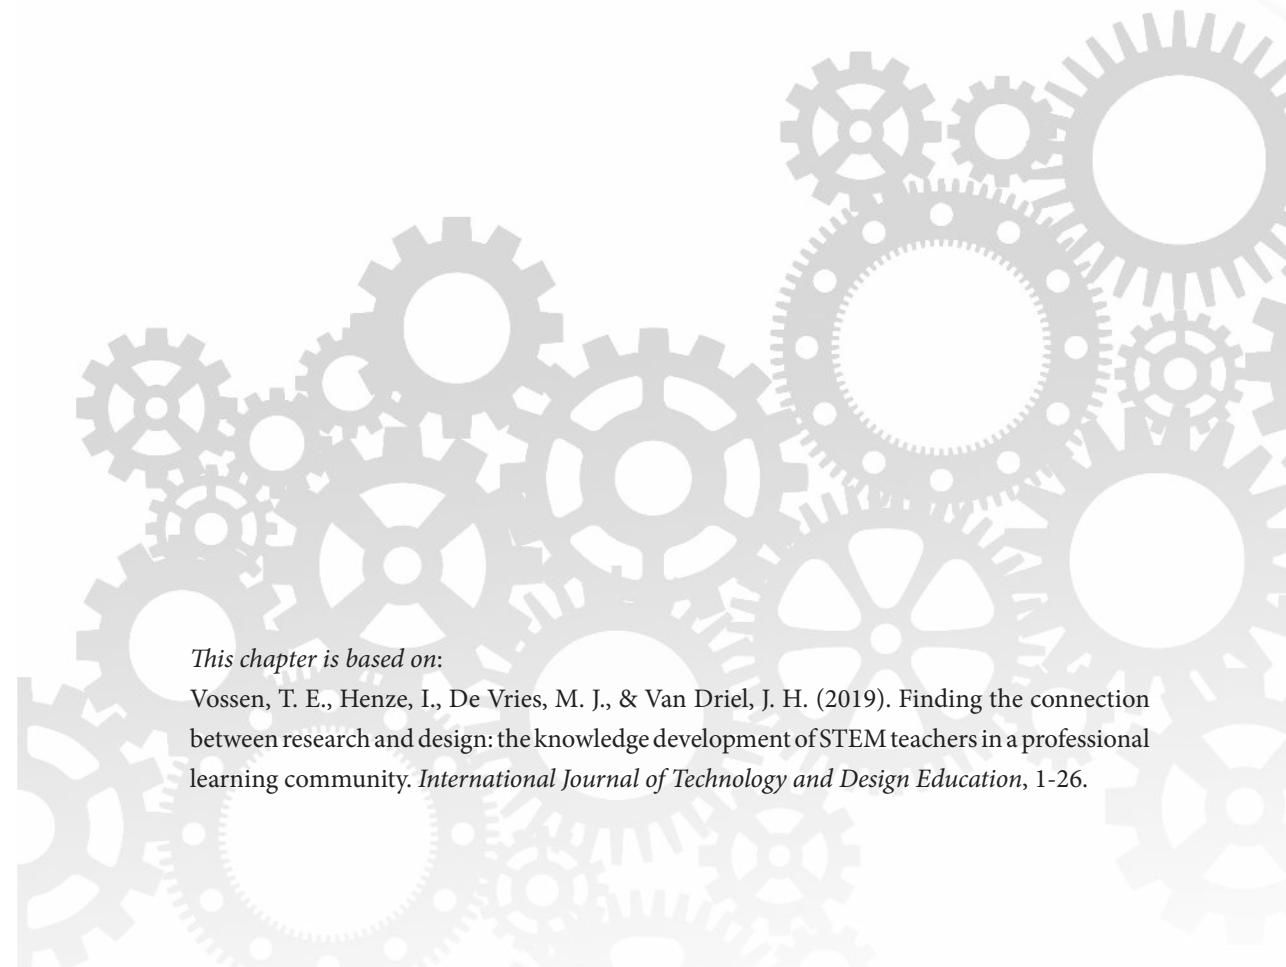 This chapter is based on:
Vossen, T. E., Henze, I., De Vries, M. J., & Van Driel, J. H. (2019). Finding the connection
between research and design: the knowledge development of STEM teachers in a professional
learning community. International Journal of Technology and Design Education, 1-26.